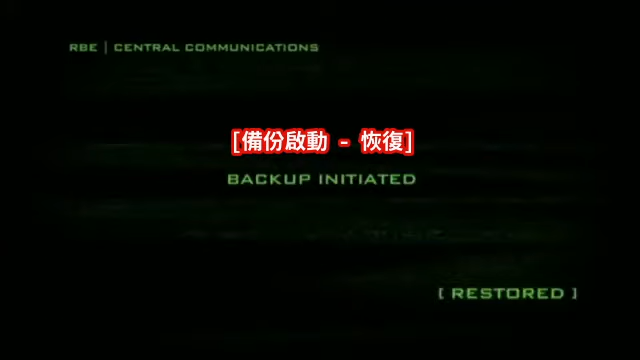 RBE | CENTRAL COMMUNICATIONS
[備份啟動 - 恢復]
BACKUP INITIATED
[ RESTORED ]